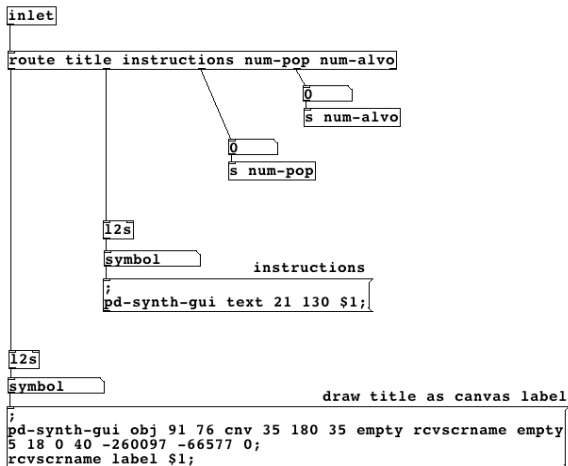 inlet
route title instructions num-pop num-alvo
0
s num-alvo
0
s num-pop
l2s
symbol
instructions
;
pd-synth-gui text 21 130 $1;
l2s
symbol
draw title as canvas label
;
pd-synth-gui obj 91 76 cnv 35 180 35 empty rcvscrname empty
5 18 0 40 -260097 -66577 0;
rcvscrname label $1;